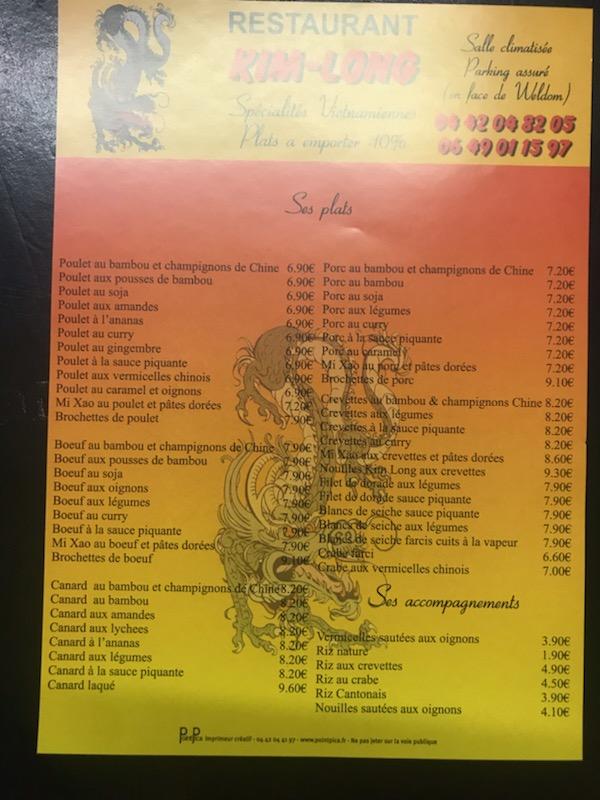 RESTAURANT
KIM-LONG
Spécialités Vietnamiennes
Plats a emporter -10%
Salle climatisée
Parking assuré
(en face de Weldom)
04 42 04 82 05
06 49 01 15 97
Ses plats
Poulet au bambou et champignons de Chine 6.90€
Poulet aux pousses de bambou 6.90€
Poulet au soja 6.90€
Poulet aux amandes 6.90€
Poulet à l'ananas 6.90€
Poulet au curry 6.90€
Poulet au gingembre 6.90€
Poulet à la sauce piquante 6.90€
Poulet aux vermicelles chinois 6.90€
Poulet au caramel et oignons 6.90€
Mi Xao au poulet et pâtes dorées 7.20€
Brochettes de poulet 7.90€
Boeuf au bambou et champignons de Chine 7.90€
Boeuf aux pousses de bambou 7.90€
Boeuf au soja 7.90€
Boeuf aux oignons 7.90€
Boeuf aux légumes 7.90€
Boeuf au curry 7.90€
Boeuf à la sauce piquante 7.90€
Mi Xao au boeuf et pâtes dorées 7.90€
Brochettes de boeuf 9.10€
Canard au bambou et champignons de Chine 8.20€
Canard au bambou 8.20€
Canard aux amandes 8.20€
Canard aux lychees 8.20€
Canard à l'ananas 8.20€
Canard aux légumes 8.20€
Canard à la sauce piquante 8.20€
Canard laqué 9.60€
Porc au bambou et champignons de Chine 7.20€
Porc au bambou 7.20€
Porc au soja 7.20€
Porc aux légumes 7.20€
Porc au curry 7.20€
Porc à la sauce piquante 7.20€
Porc au caramel 7.20€
Mi Xao au porc et pâtes dorées 7.20€
Brochettes de porc 9.10€
Crevettes au bambou & champignons Chine 8.20€
Crevettes aux légumes 8.20€
Crevettes à la sauce piquante 8.20€
Crevettes au curry 8.20€
Mi Xao aux crevettes et pâtes dorées 8.60€
Nouilles Kim Long aux crevettes 9.30€
Filet de dorade aux légumes 7.90€
Filet de dorade sauce piquante 7.90€
Blancs de seiche sauce piquante 7.90€
Blancs de seiche aux légumes 7.90€
Blancs de seiche farcis cuits à la vapeur 7.90€
Crabe farci 6.60€
Crabe aux vermicelles chinois 7.00€
Ses accompagnements
Vermicelles sautées aux oignons 3.90€
Riz nature 1.90€
Riz aux crevettes 4.90€
Riz au crabe 4.50€
Riz Cantonais 3.90€
Nouilles sautées aux oignons 4.10€
PointPica Imprimeur créatif - 04 42 04 41 97 - www.pointpica.fr - Ne pas jeter sur la voie publique